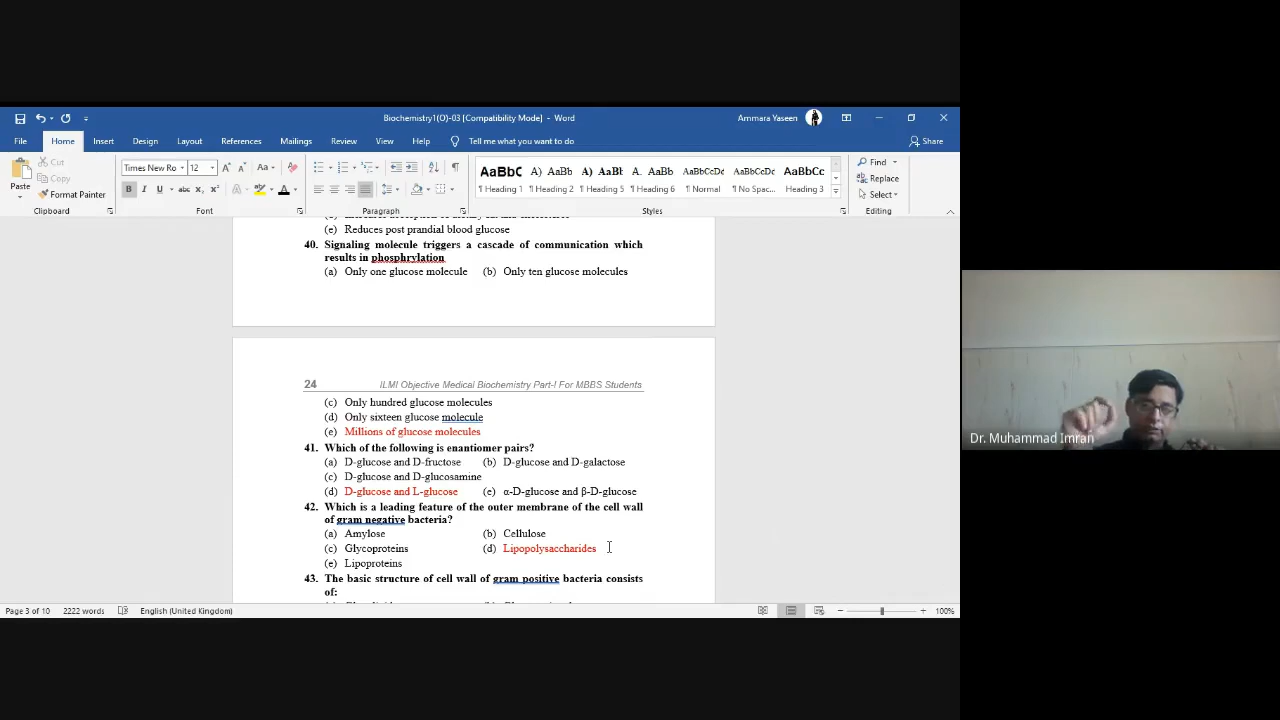 Biochemistry1(O)-03 [Compatibility Mode] - Word
Ammara Yaseen
File Home Insert Design Layout References Mailings Review View Help Tell me what you want to do Share
Paste
Cut
Copy
Format Painter
Clipboard
Times New Ro 12
Font
Paragraph
AaBbC A) AaBb A) AaBb A. AaBb AaBbCcDc AaBbCcDc AaBbCc
¶ Heading 1 ¶ Heading 2 ¶ Heading 5 ¶ Heading 6 ¶ Normal ¶ No Spac... ¶ Heading 3
Styles
Find
Replace
Select
Editing
(e) Reduces post prandial blood glucose
40. Signaling molecule triggers a cascade of communication which
results in phosphrylation
(a) Only one glucose molecule (b) Only ten glucose molecules
24 ILMI Objective Medical Biochemistry Part-I For MBBS Students
(c) Only hundred glucose molecules
(d) Only sixteen glucose molecule
(e) Millions of glucose molecules
41. Which of the following is enantiomer pairs?
(a) D-glucose and D-fructose (b) D-glucose and D-galactose
(c) D-glucose and D-glucosamine
(d) D-glucose and L-glucose (e) α-D-glucose and β-D-glucose
42. Which is a leading feature of the outer membrane of the cell wall
of gram negative bacteria?
(a) Amylose (b) Cellulose
(c) Glycoproteins (d) Lipopolysaccharides
(e) Lipoproteins
43. The basic structure of cell wall of gram positive bacteria consists
of:
Page 3 of 10 2222 words English (United Kingdom) 100%
Dr. Muhammad Imran